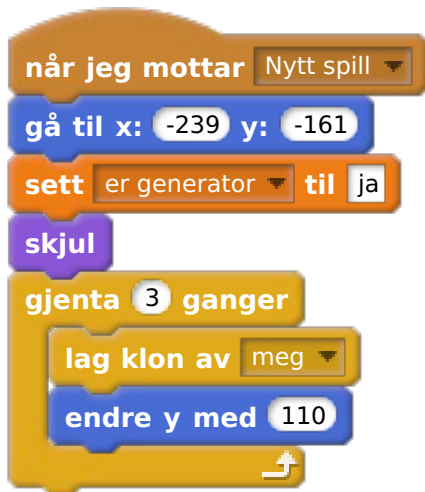 når jeg mottar Nytt spill
gå til x: -239 y: -161
sett er generator til ja
skjul
gjenta 3 ganger
lag klon av meg
endre y med 110